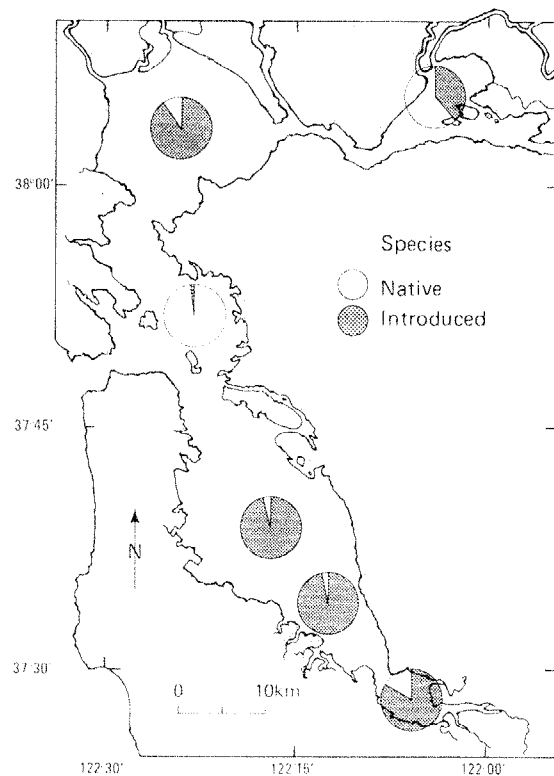 38°00'
Species
Native
Introduced
37°45'
N
37°30'
0 10km
122°30' 122°15' 122°00'